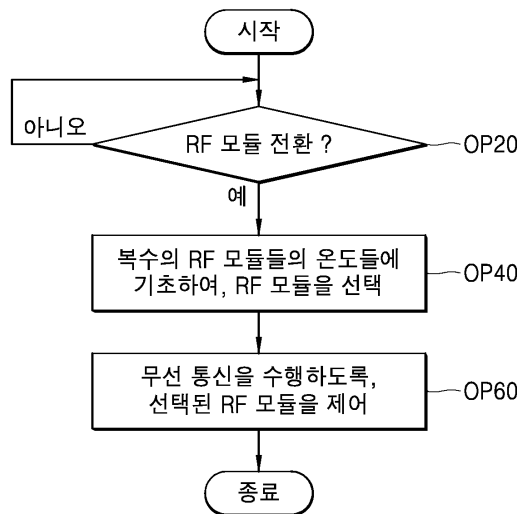 시작
아니오
RF 모듈 전환 ?
OP20
예
복수의 RF 모듈들의 온도들에
기초하여, RF 모듈을 선택
OP40
무선 통신을 수행하도록,
선택된 RF 모듈을 제어
OP60
종료